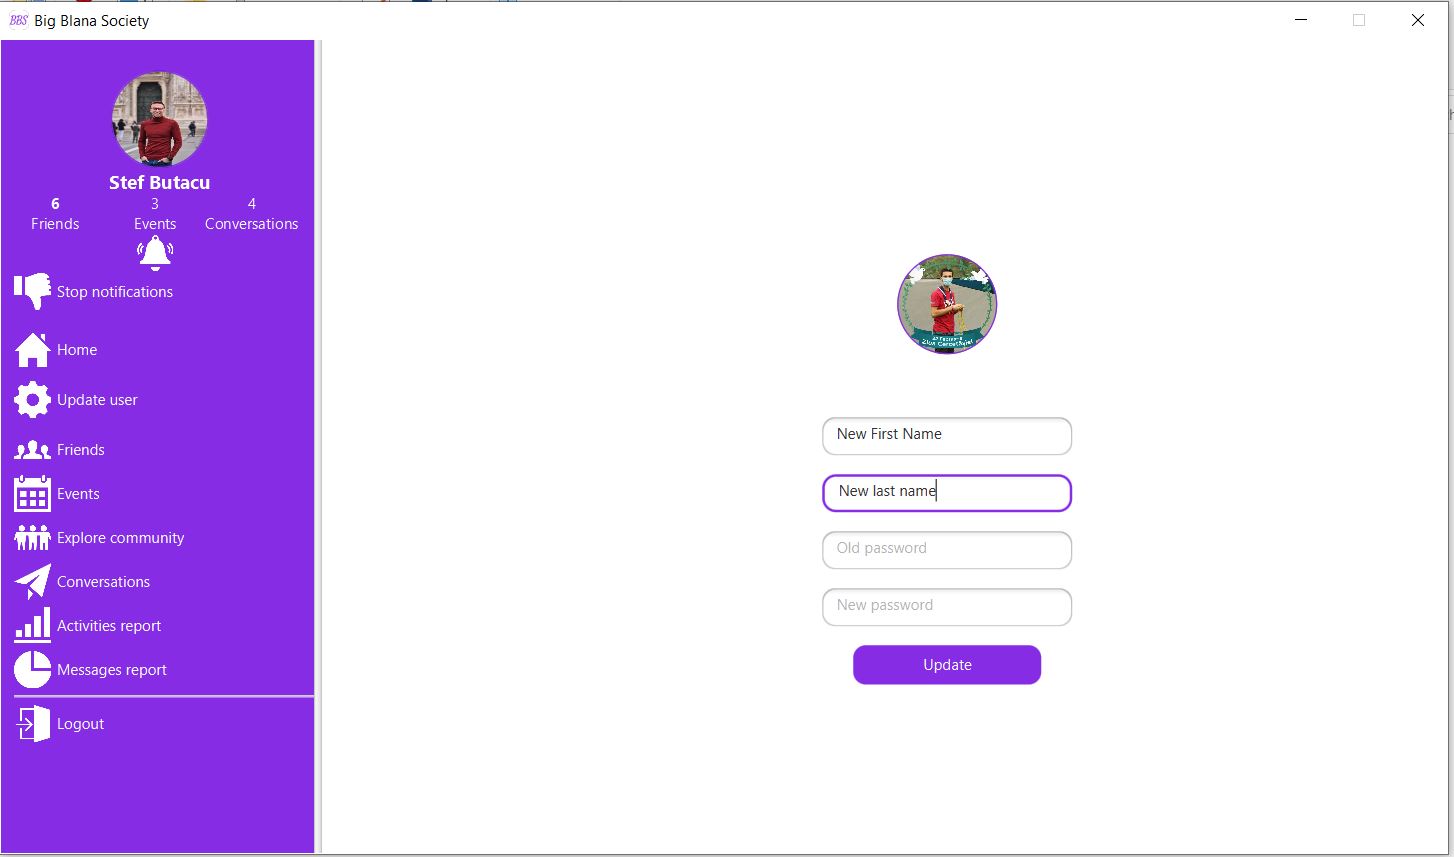 BBS Big Blana Society
Stef Butacu
6 3 4
Friends Events Conversations
Stop notifications
Home
Update user
Friends
Events
Explore community
Conversations
Activities report
Messages report
Logout
New First Name
New last name
Old password
New password
Update